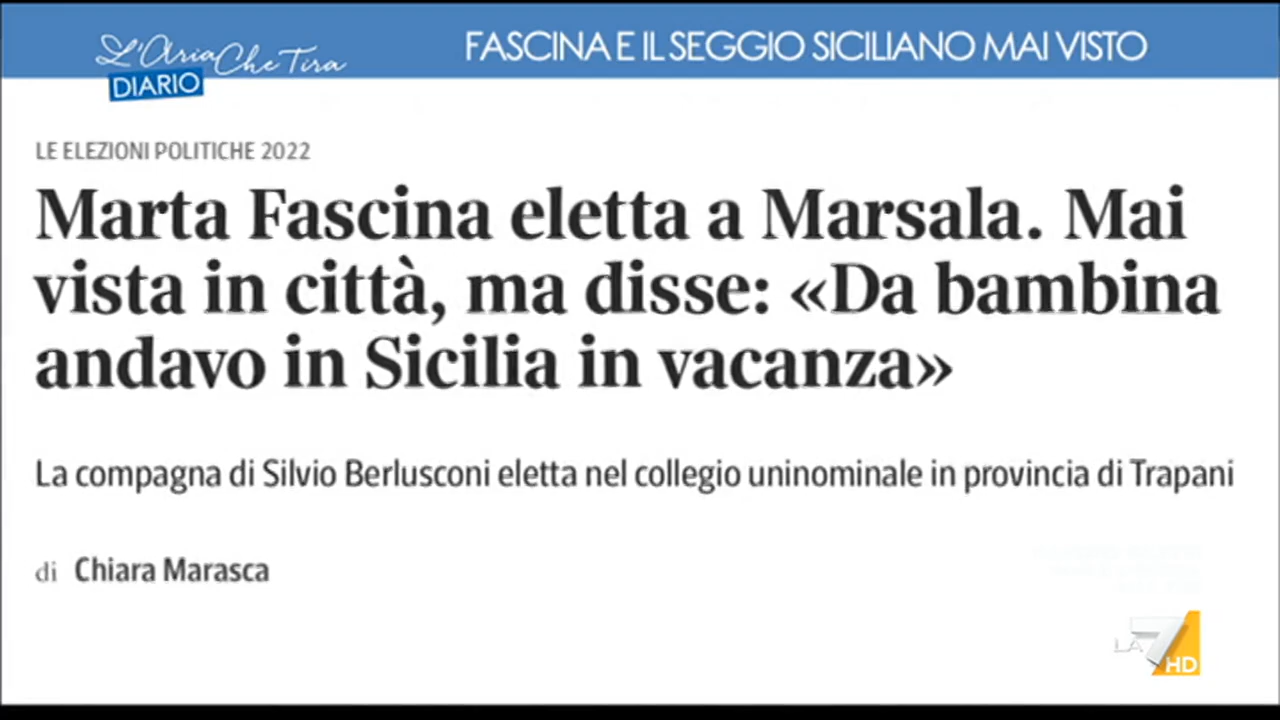 L'Aria Che Tira
DIARIO
FASCINA E IL SEGGIO SICILIANO MAI VISTO
LE ELEZIONI POLITICHE 2022
Marta Fascina eletta a Marsala. Mai
vista in città, ma disse: «Da bambina
andavo in Sicilia in vacanza»
La compagna di Silvio Berlusconi eletta nel collegio uninominale in provincia di Trapani
di Chiara Marasca
LA 7 HD